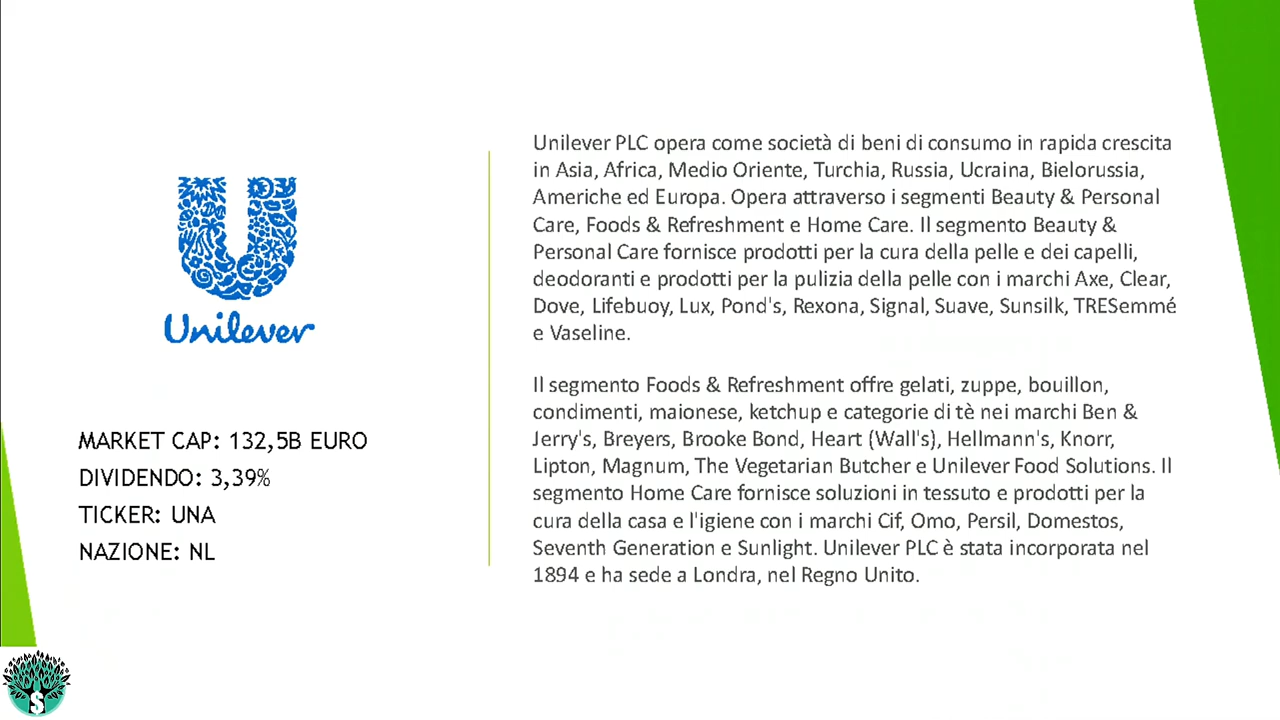 Unilever
MARKET CAP: 132,5B EURO
DIVIDENDO: 3,39%
TICKER: UNA
NAZIONE: NL
Unilever PLC opera come società di beni di consumo in rapida crescita
in Asia, Africa, Medio Oriente, Turchia, Russia, Ucraina, Bielorussia,
Americhe ed Europa. Opera attraverso i segmenti Beauty & Personal
Care, Foods & Refreshment e Home Care. Il segmento Beauty &
Personal Care fornisce prodotti per la cura della pelle e dei capelli,
deodoranti e prodotti per la pulizia della pelle con i marchi Axe, Clear,
Dove, Lifebuoy, Lux, Pond's, Rexona, Signal, Suave, Sunsilk, TRESemmé
e Vaseline.
Il segmento Foods & Refreshment offre gelati, zuppe, bouillon,
condimenti, maionese, ketchup e categorie di tè nei marchi Ben &
Jerry's, Breyers, Brooke Bond, Heart (Wall's), Hellmann's, Knorr,
Lipton, Magnum, The Vegetarian Butcher e Unilever Food Solutions. Il
segmento Home Care fornisce soluzioni in tessuto e prodotti per la
cura della casa e l'igiene con i marchi Cif, Omo, Persil, Domestos,
Seventh Generation e Sunlight. Unilever PLC è stata incorporata nel
1894 e ha sede a Londra, nel Regno Unito.
$